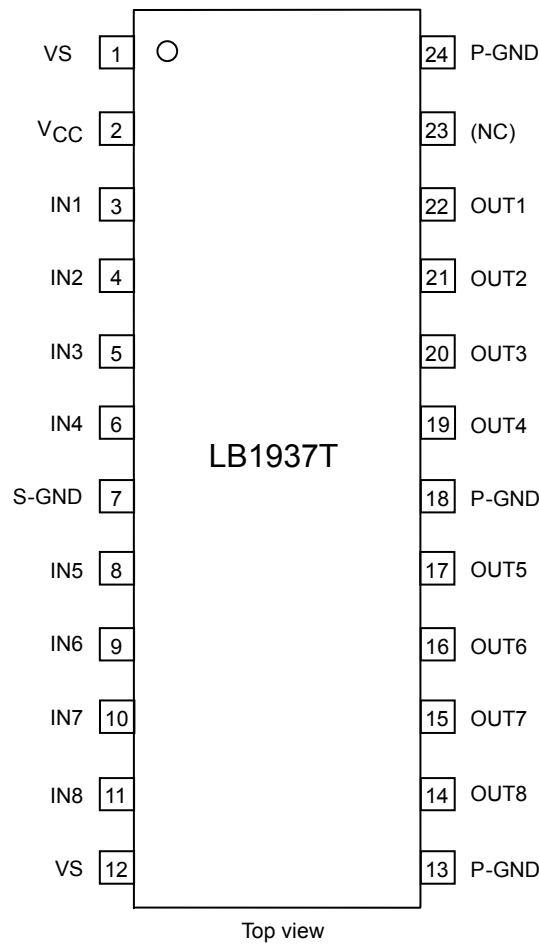 VS 1 24 P-GND
VCC 2 23 (NC)
IN1 3 22 OUT1
IN2 4 21 OUT2
IN3 5 20 OUT3
IN4 6 19 OUT4
LB1937T
S-GND 7 18 P-GND
IN5 8 17 OUT5
IN6 9 16 OUT6
IN7 10 15 OUT7
IN8 11 14 OUT8
VS 12 13 P-GND
Top view